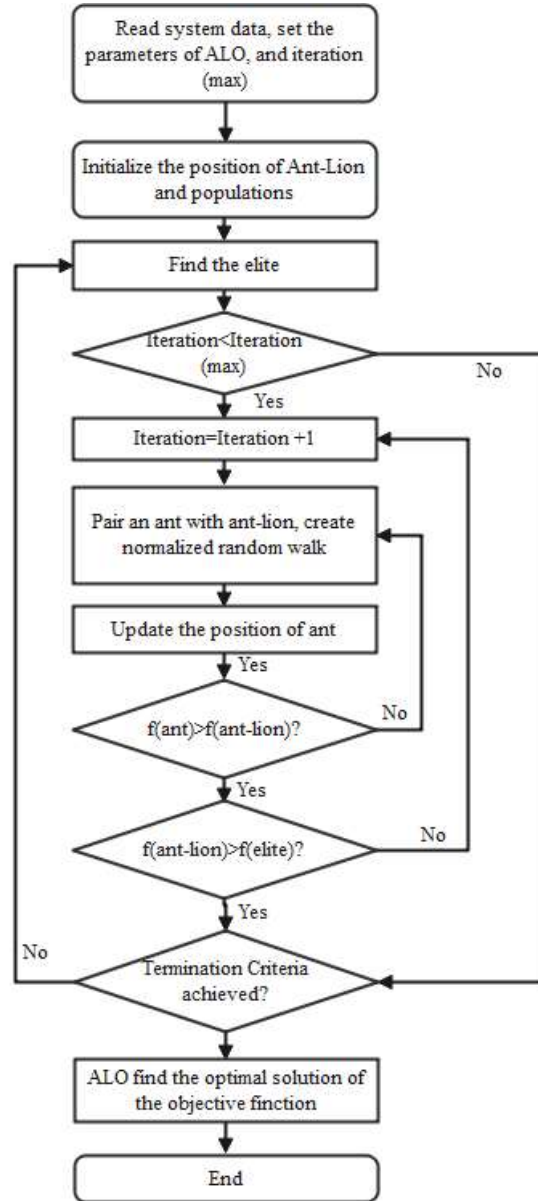 Read system data, set the
parameters of ALO, and iteration
(max)
Initialize the position of Ant-Lion
and populations
Find the elite
Iteration<Iteration
(max)
No
Yes
Iteration=Iteration +1
Pair an ant with ant-lion, create
normalized random walk
Update the position of ant
Yes
f(ant)>f(ant-lion)?
No
Yes
f(ant-lion)>f(elite)?
No
Yes
No
Termination Criteria
achieved?
ALO find the optimal solution of
the objective finction
End